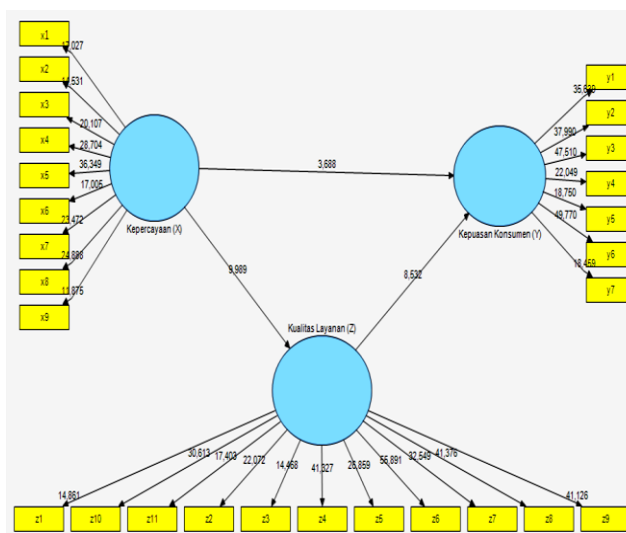 x1
17,027
x2
14,531
x3
20,107
x4
28,704
x5
36,349
x6
17,005
x7
23,472
x8
x9
11,875
Kepercayaan (X)
3,688
9,989
8,532
y1
y2
37,990
y3
47,510
y4
22,049
y5
18,750
y6
49,770
y7
18,459
Kepuasan Konsumen (Y)
Kualitas Layanan (Z)
14,861
30,613
17,403
22,072
14,468
41,327
26,859
55,891
32,549
41,376
41,126
z1
z10
z11
z2
z3
z4
z5
z6
z7
z8
z9